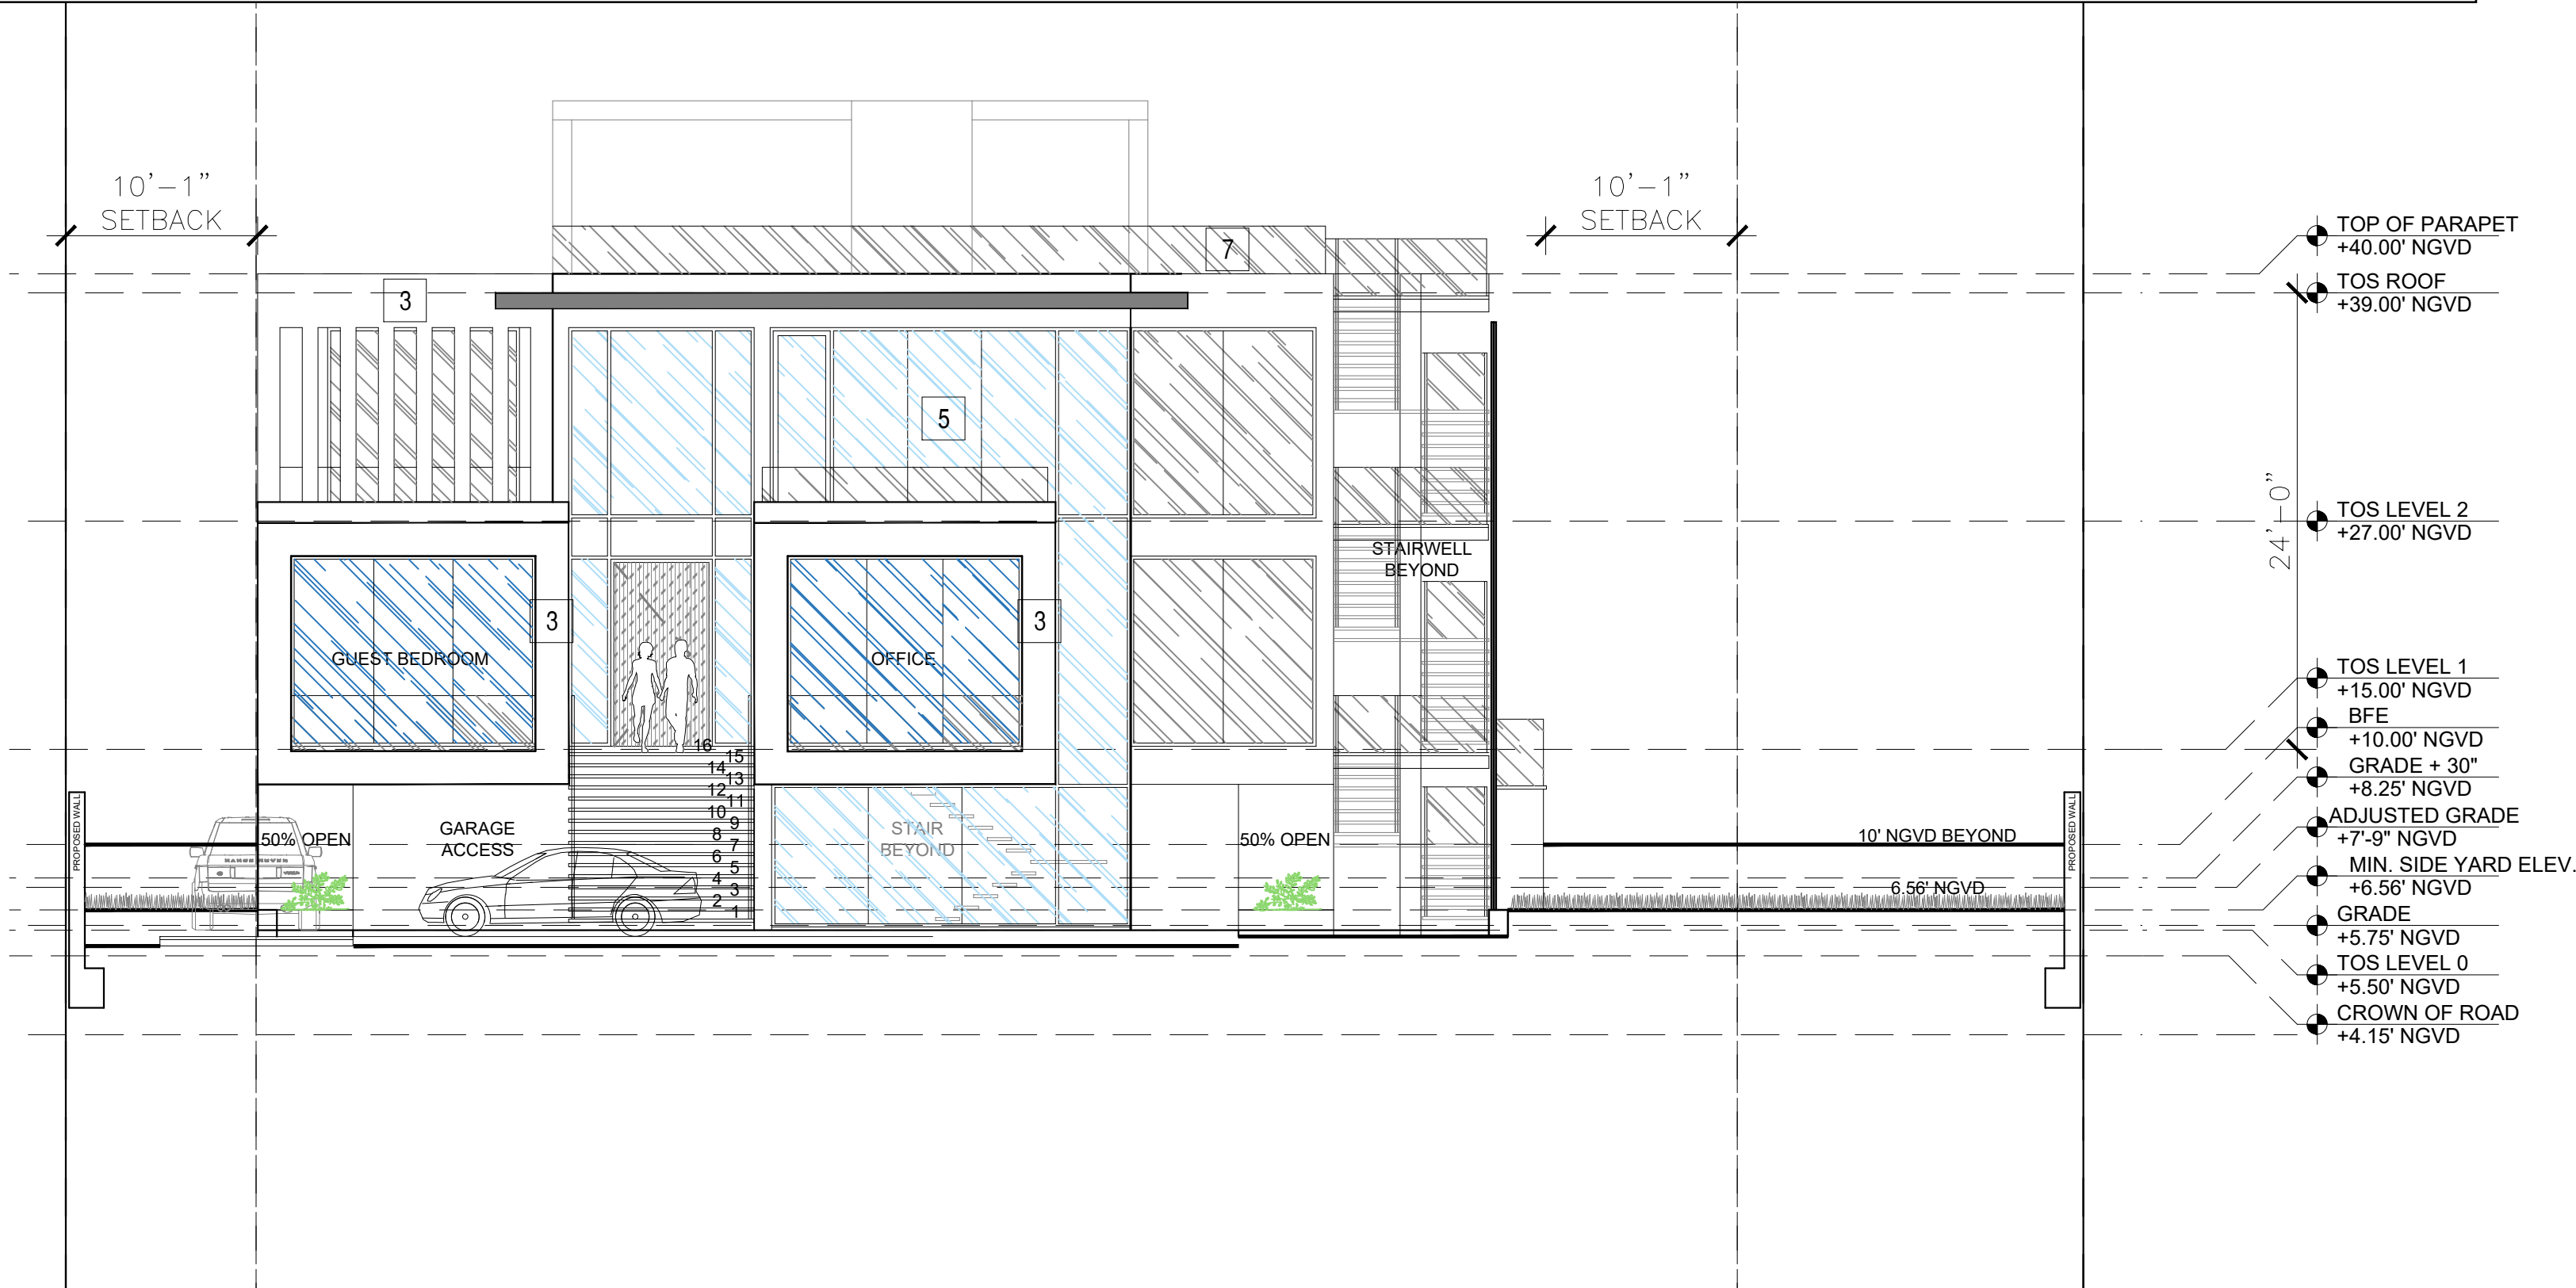 10'-1"
SETBACK
10'-1"
SETBACK
TOP OF PARAPET
+40.00' NGVD
7
3
TOS ROOF
+39.00' NGVD
5
24'-0"
TOS LEVEL 2
+27.00' NGVD
STAIRWELL
BEYOND
3
3
GUEST BEDROOM
OFFICE
TOS LEVEL 1
+15.00' NGVD
BFE
+10.00' NGVD
GRADE + 30"
+8.25' NGVD
ADJUSTED GRADE
+7'-9" NGVD
MIN. SIDE YARD ELEV.
+6.56' NGVD
GRADE
+5.75' NGVD
TOS LEVEL 0
+5.50' NGVD
CROWN OF ROAD
+4.15' NGVD
16
15
14
13
12
11
10
9
8
7
6
5
4
3
2
1
PROPOSED WALL
50% OPEN
RANGE ROVER
GARAGE
ACCESS
STAIR
BEYOND
50% OPEN
10' NGVD BEYOND
6.56' NGVD
PROPOSED WALL